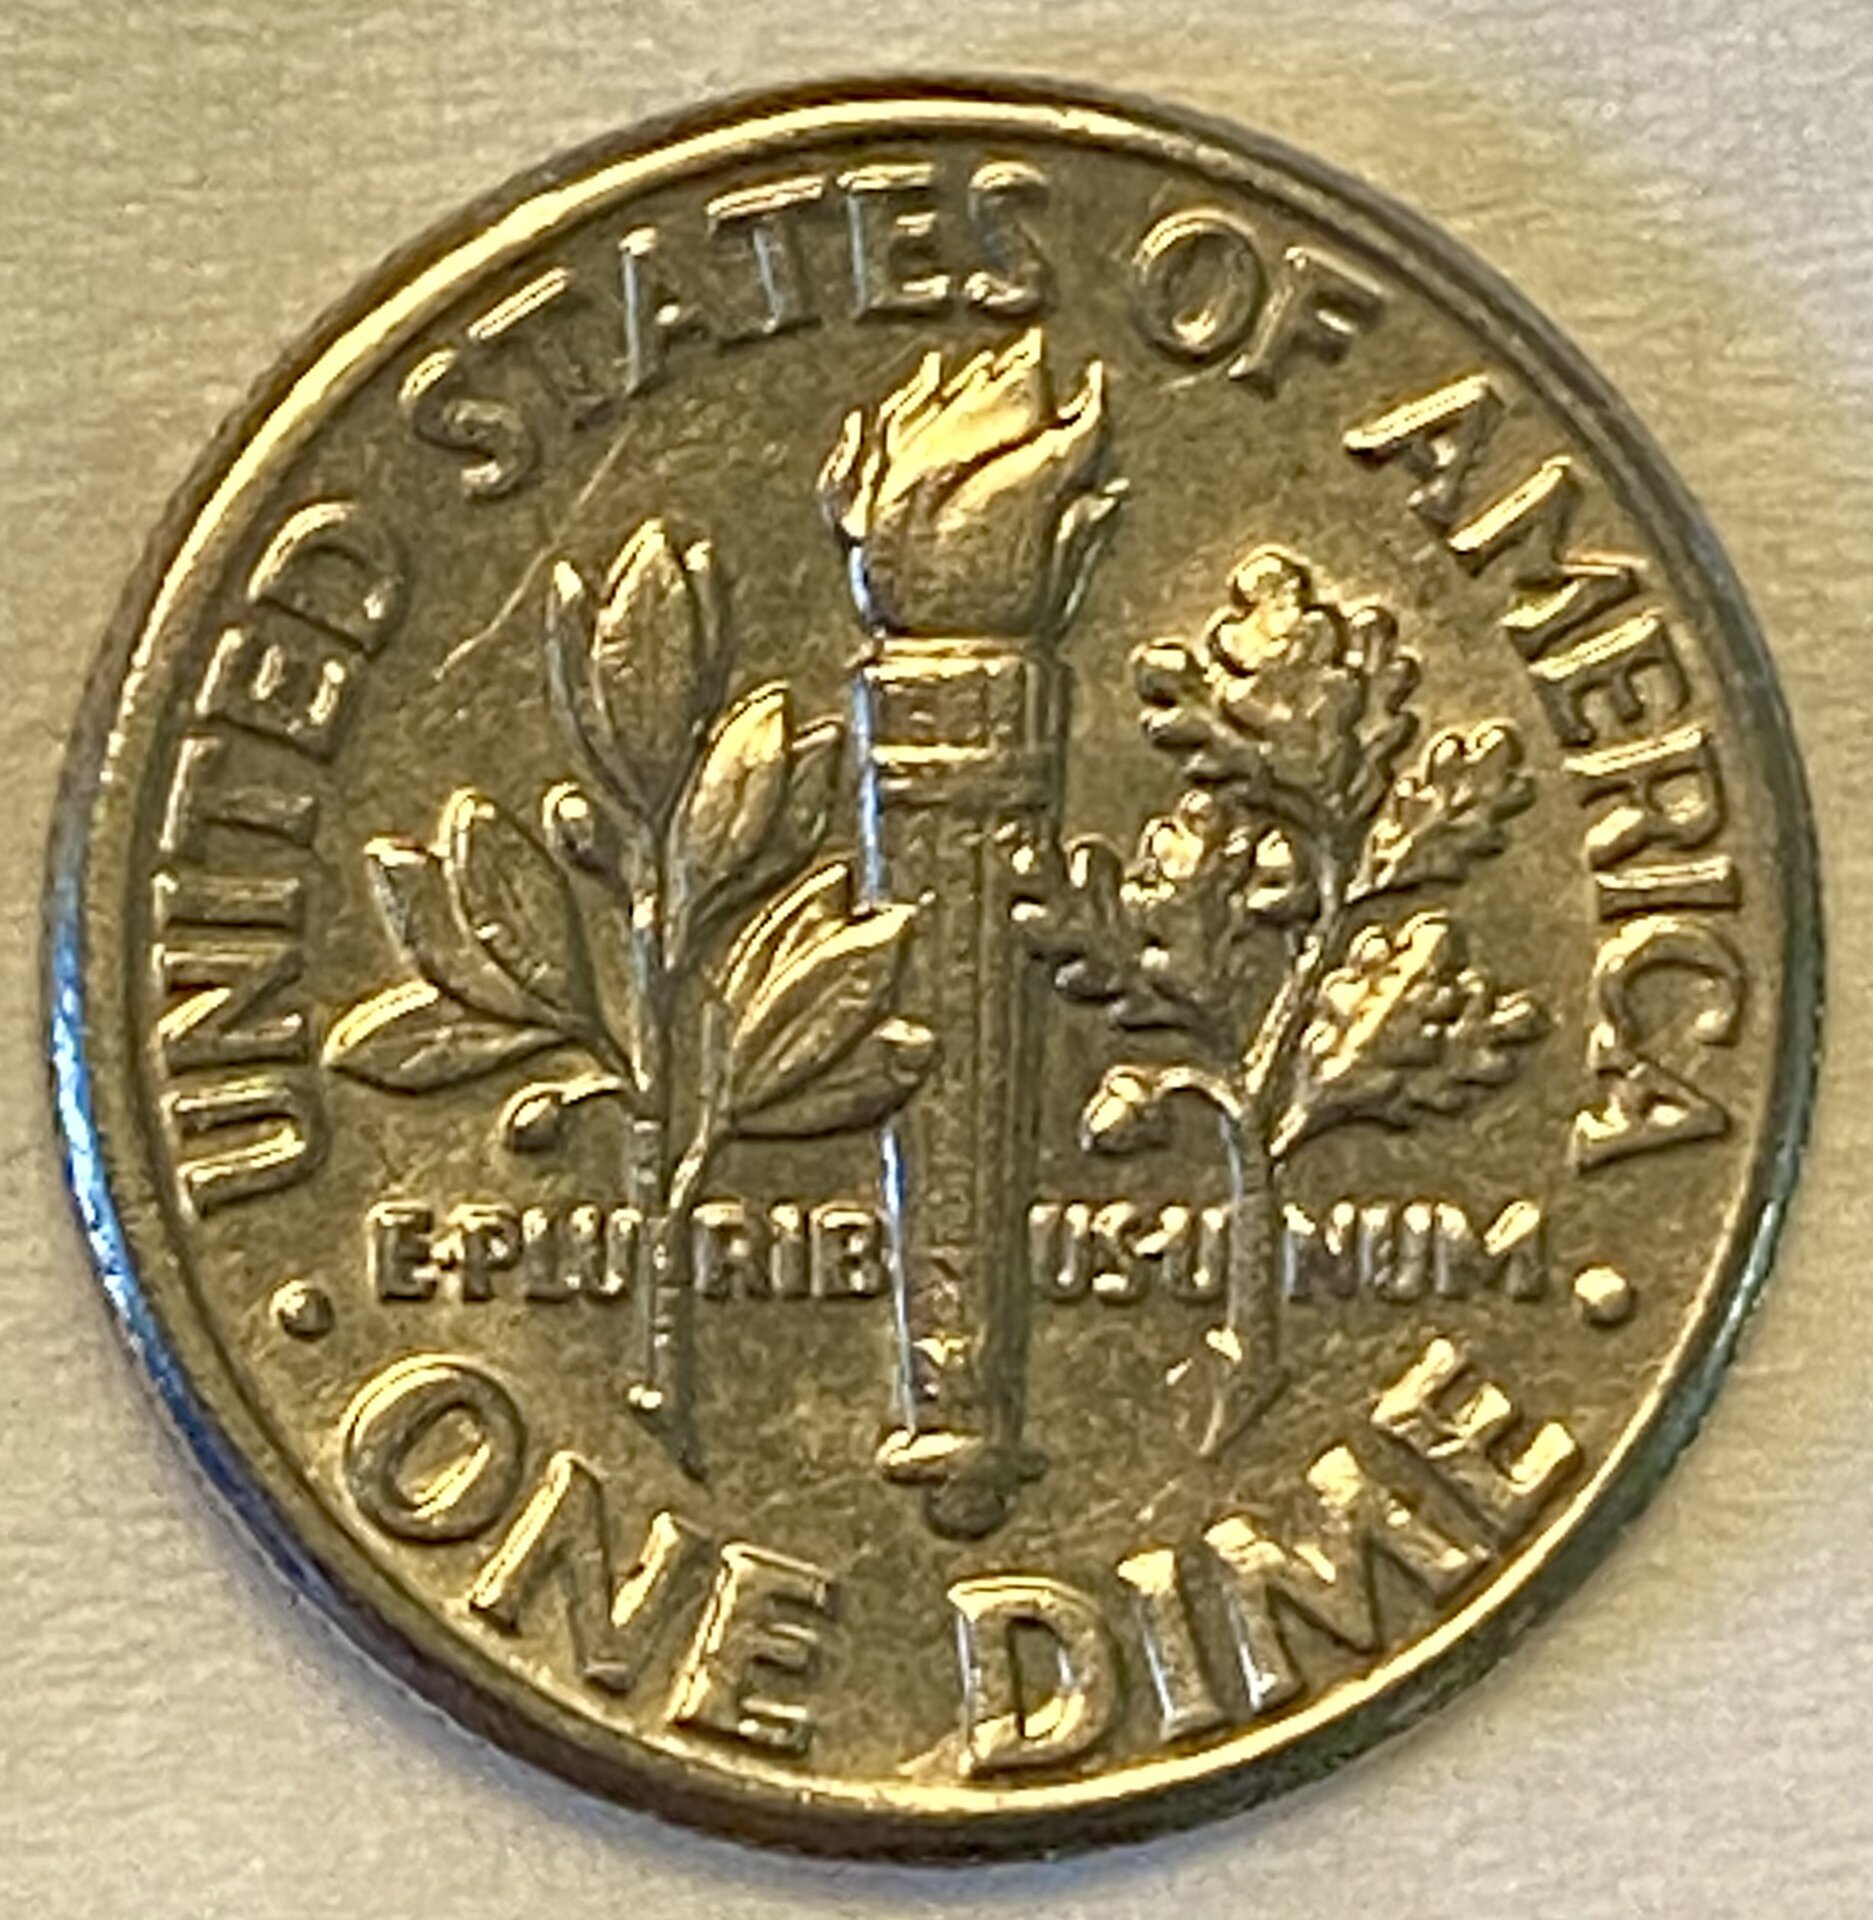 UNITED STATES OF AMERICA
E·PLURIBUS·UNUM
· ONE DIME ·